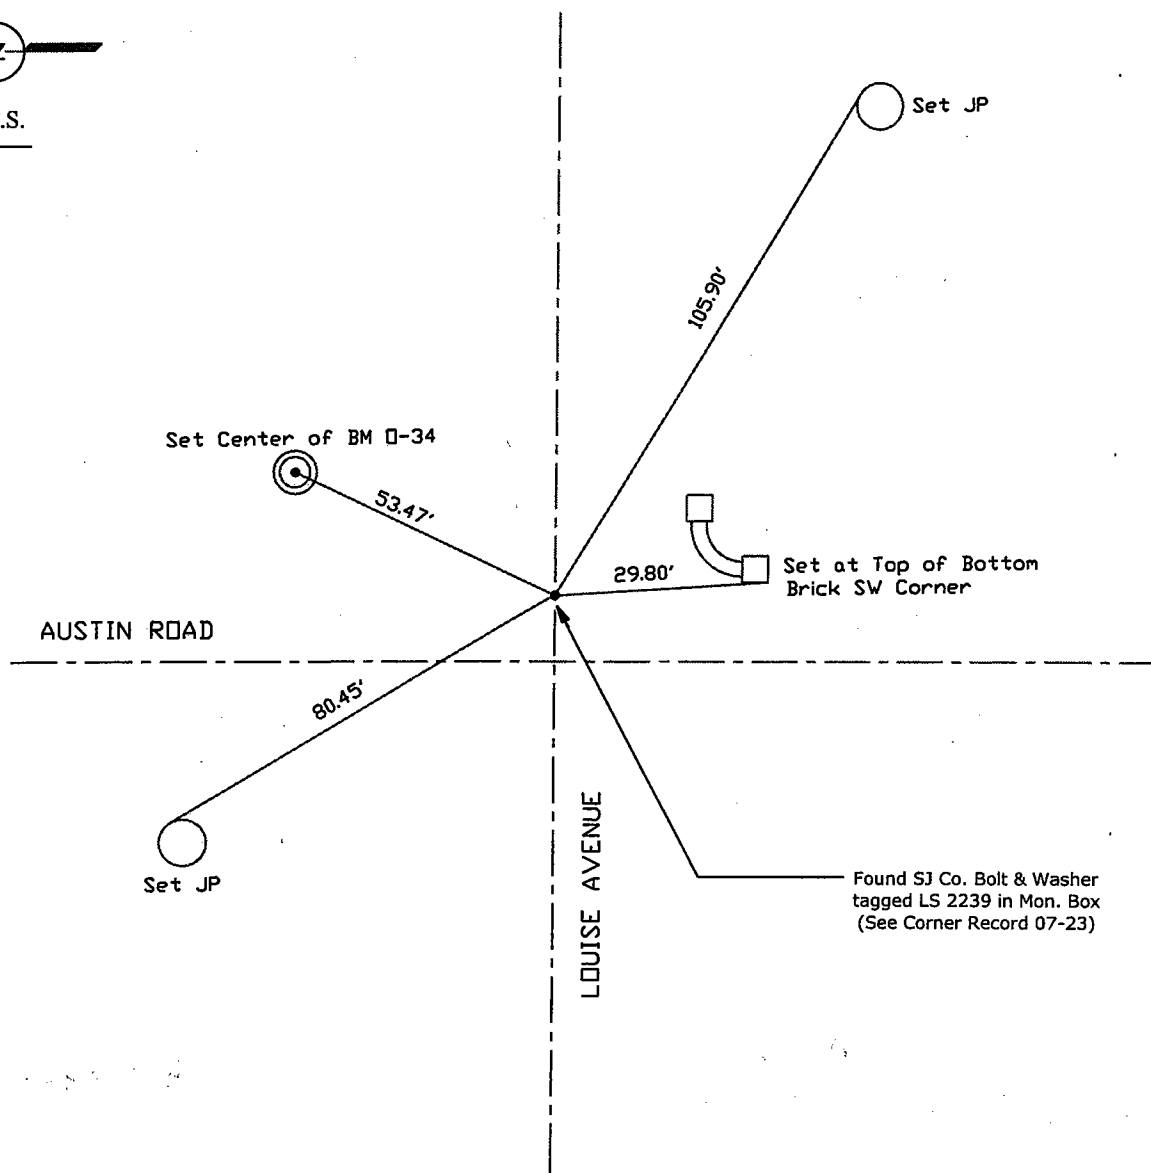 .S.
Set JP
105.90'
Set Center of BM O-34
53.47'
29.80'
Set at Top of Bottom
Brick SW Corner
AUSTIN ROAD
80.45'
LOUISE AVENUE
Set JP
Found SJ Co. Bolt & Washer
tagged LS 2239 in Mon. Box
(See Corner Record 07-23)